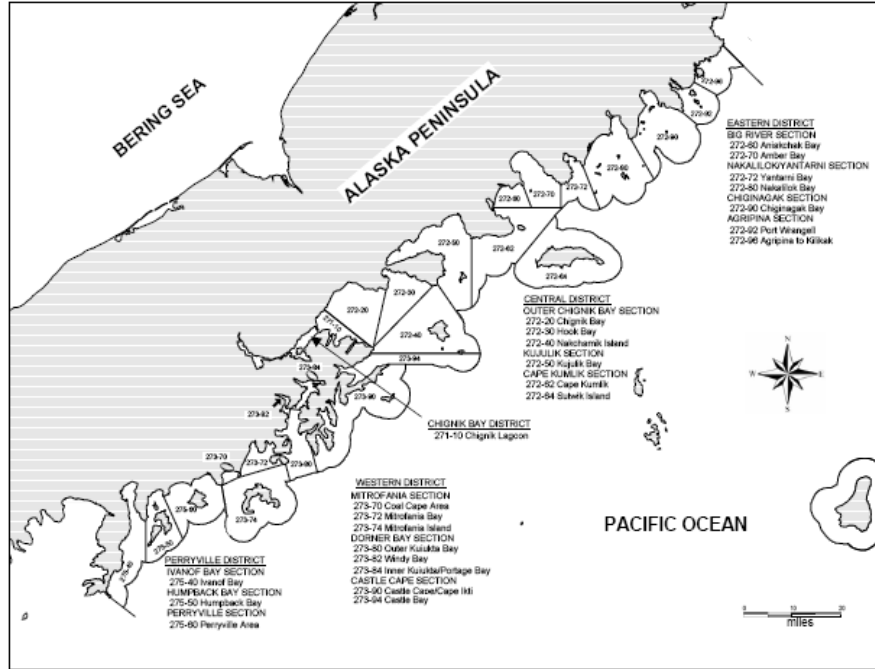 BERING SEA
ALASKA PENINSULA
272-96
272-92
272-90
272-80
272-72
272-70
272-60
272-62
272-64
272-50
272-30
272-20
272-40
271-10
273-94
273-84
273-90
273-82
273-70
273-72
273-80
273-74
275-60
275-50
275-40
EASTERN DISTRICT
BIG RIVER SECTION
272-60 Aniakchak Bay
272-70 Amber Bay
NAKALILOK/YANTARNI SECTION
272-72 Yantarni Bay
272-80 Nakalilok Bay
CHIGINAGAK SECTION
272-90 Chiginagak Bay
AGRIPINA SECTION
272-92 Port Wrangell
272-96 Agripina to Kilikak
CENTRAL DISTRICT
OUTER CHIGNIK BAY SECTION
272-20 Chignik Bay
272-30 Hook Bay
272-40 Nakchamik Island
KUJULIK SECTION
272-50 Kujulik Bay
CAPE KUMLIK SECTION
272-62 Cape Kumlik
272-64 Sutwik Island
N
W E
S
CHIGNIK BAY DISTRICT
271-10 Chignik Lagoon
WESTERN DISTRICT
MITROFANIA SECTION
273-70 Coal Cape Area
273-72 Mitrofania Bay
273-74 Mitrofania Island
DORNER BAY SECTION
273-80 Outer Kuiukta Bay
273-82 Windy Bay
273-84 Inner Kuiukta/Portage Bay
CASTLE CAPE SECTION
273-90 Castle Cape/Cape Ikti
273-94 Castle Bay
PERRYVILLE DISTRICT
IVANOF BAY SECTION
275-40 Ivanof Bay
HUMPBACK BAY SECTION
275-50 Humpback Bay
PERRYVILLE SECTION
275-60 Perryville Area
PACIFIC OCEAN
0 10 20
miles